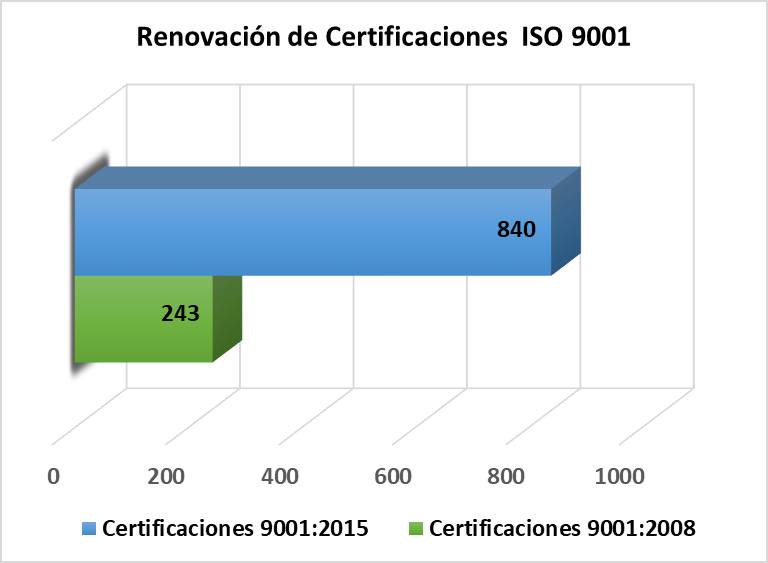 Renovación de Certificaciones  ISO 9001
840
243
0 200 400 600 800 1000
Certificaciones 9001:2015 Certificaciones 9001:2008